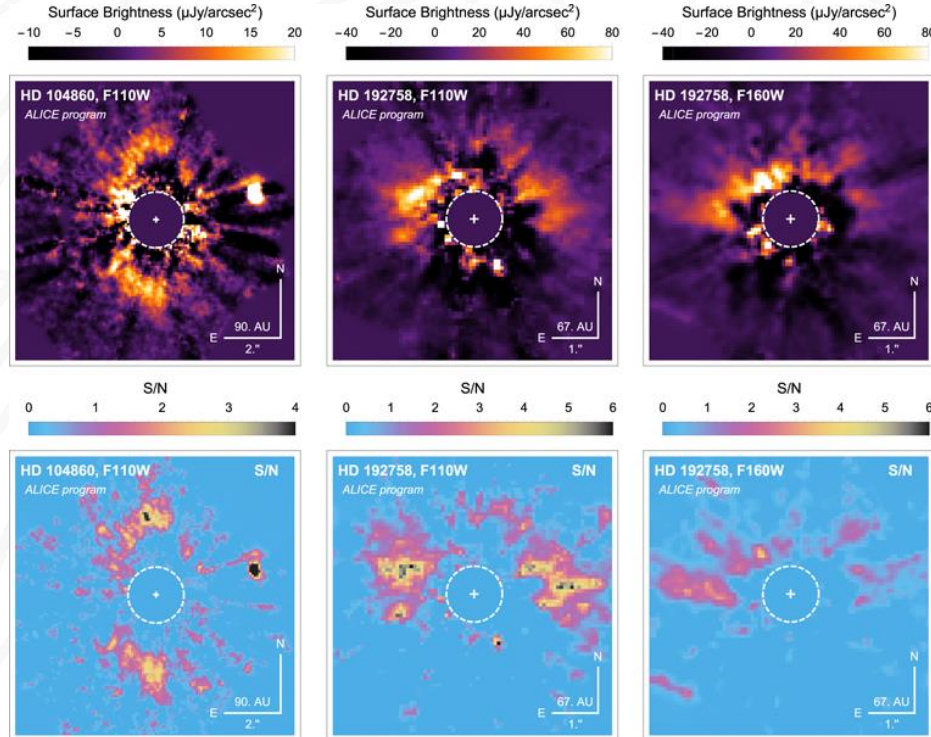 Surface Brightness (μJy/arcsec²) Surface Brightness (μJy/arcsec²) Surface Brightness (μJy/arcsec²)
−10 −5 0 5 10 15 20 −40 −20 0 20 40 60 80 −40 −20 0 20 40 60 80
HD 104860, F110W HD 192758, F110W HD 192758, F160W
ALICE program ALICE program ALICE program
N N N
90. AU 67. AU 67. AU
E E E
2." 1." 1."
S/N S/N S/N
0 1 2 3 4 0 1 2 3 4 5 6 0 1 2 3 4 5 6
HD 104860, F110W S/N HD 192758, F110W S/N HD 192758, F160W S/N
ALICE program ALICE program ALICE program
N N N
90. AU 67. AU 67. AU
E E E
2." 1." 1."